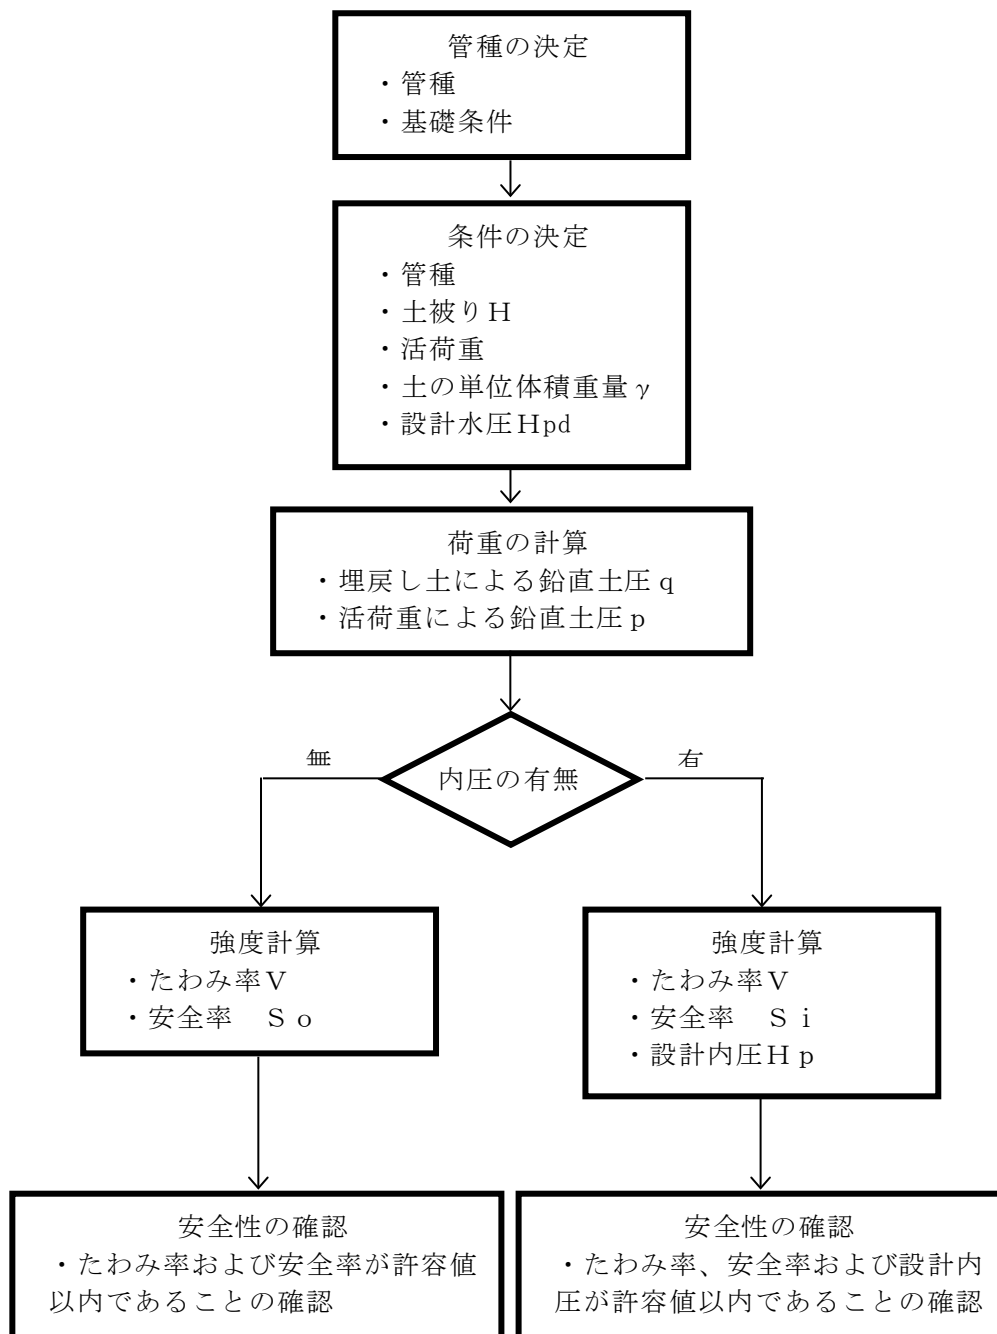 管種の決定
・管種
・基礎条件
条件の決定
・管種
・土被りＨ
・活荷重
・土の単位体積重量γ
・設計水圧Ｈpd
荷重の計算
・埋戻し土による鉛直土圧ｑ
・活荷重による鉛直土圧ｐ
内圧の有無
無
有
強度計算
・たわみ率Ｖ
・安全率　Ｓｏ
強度計算
・たわみ率Ｖ
・安全率　Ｓｉ
・設計内圧Ｈｐ
安全性の確認
・たわみ率および安全率が許容値
以内であることの確認
安全性の確認
・たわみ率、安全率および設計内
圧が許容値以内であることの確認